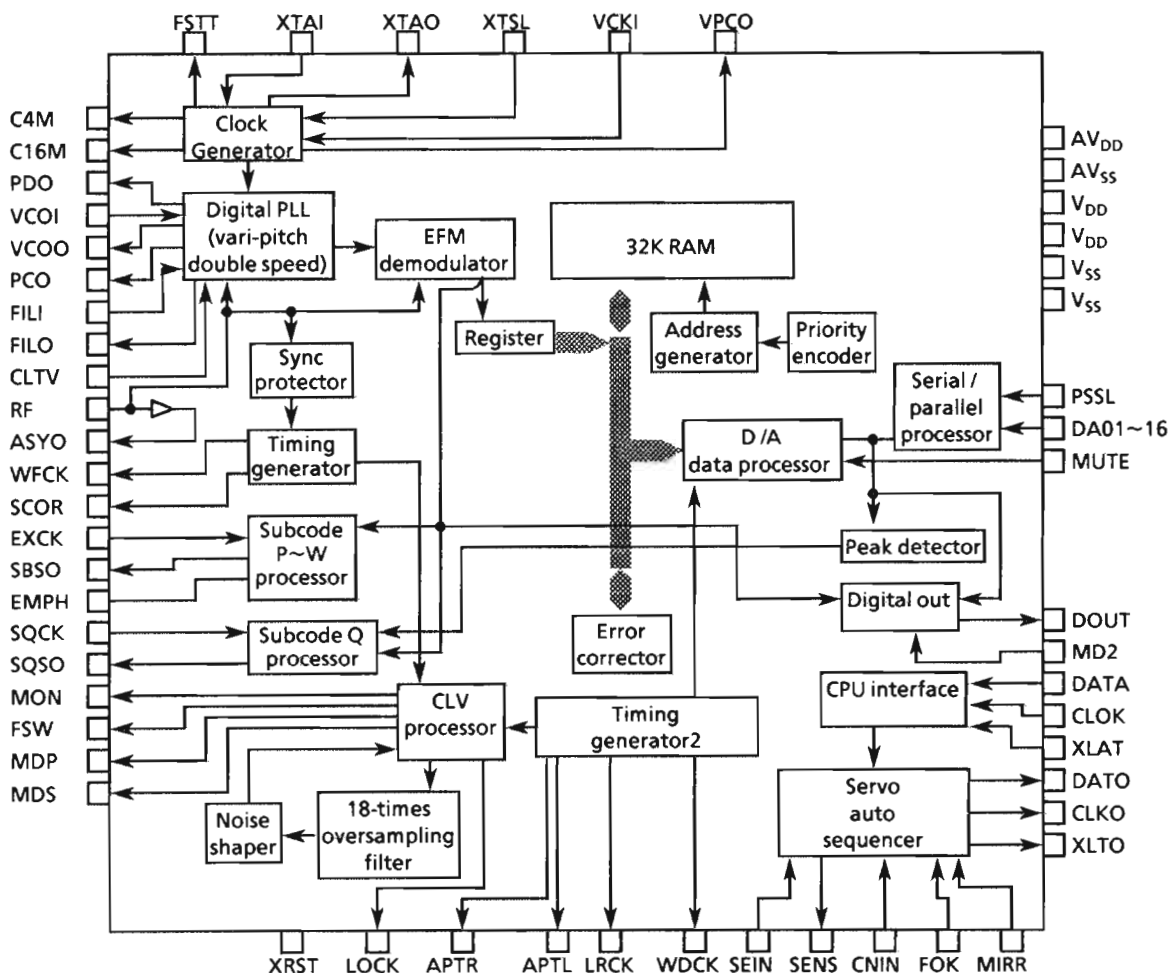 FSTT XTAI XTAO XTSL VCKI VPCO
C4M
C16M
PDO
VCOI
VCOO
PCO
FILI
FILO
CLTV
RF
ASYO
WFCK
SCOR
EXCK
SBSO
EMPH
SQCK
SQSO
MON
FSW
MDP
MDS
Clock
Generator
Digital PLL
(vari-pitch
double speed)
EFM
demodulator
32K RAM
Register
Address
generator
Priority
encoder
Sync
protector
Serial /
parallel
processor
Timing
generator
D/A
data processor
Subcode
P~W
processor
Peak detector
Digital out
Subcode Q
processor
Error
corrector
CPU interface
CLV
processor
Timing
generator2
Servo
auto
sequencer
Noise
shaper
18-times
oversampling
filter
AVDD
AVSS
VDD
VDD
VSS
VSS
PSSL
DA01~16
MUTE
DOUT
MD2
DATA
CLOK
XLAT
DATO
CLKO
XLTO
XRST LOCK APTR APTL LRCK WDCK SEIN SENS CNIN FOK MIRR